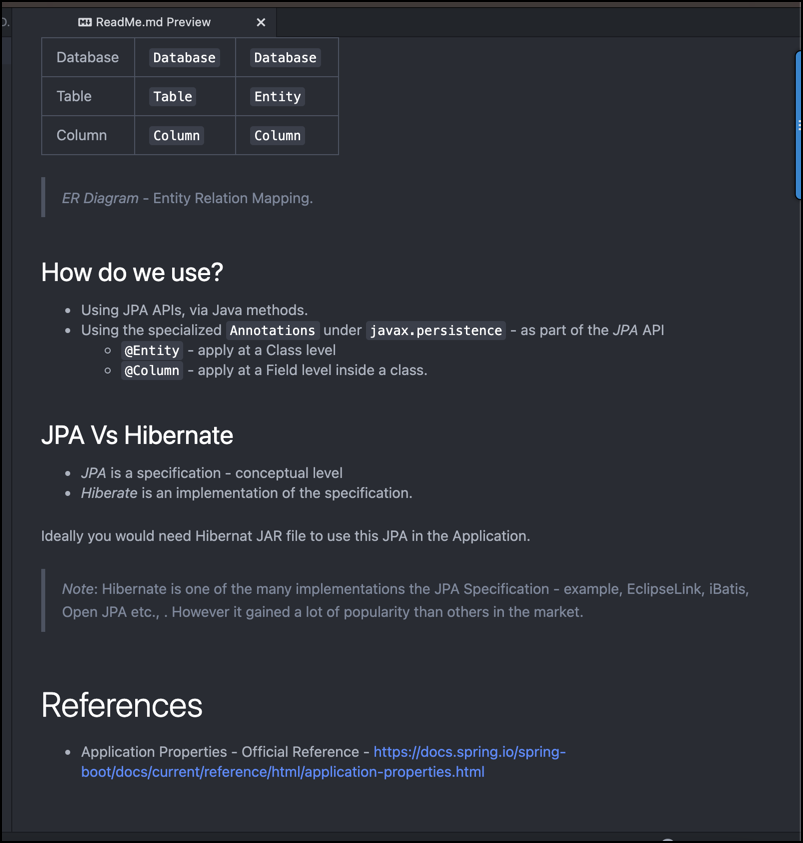 ReadMe.md Preview
Database Database Database
Table Table Entity
Column Column Column
ER Diagram - Entity Relation Mapping.
How do we use?
Using JPA APIs, via Java methods.
Using the specialized Annotations under javax.persistence - as part of the JPA API
@Entity - apply at a Class level
@Column - apply at a Field level inside a class.
JPA Vs Hibernate
JPA is a specification - conceptual level
Hiberate is an implementation of the specification.
Ideally you would need Hibernat JAR file to use this JPA in the Application.
Note: Hibernate is one of the many implementations the JPA Specification - example, EclipseLink, iBatis,
Open JPA etc., . However it gained a lot of popularity than others in the market.
References
Application Properties - Official Reference - https://docs.spring.io/spring-
boot/docs/current/reference/html/application-properties.html